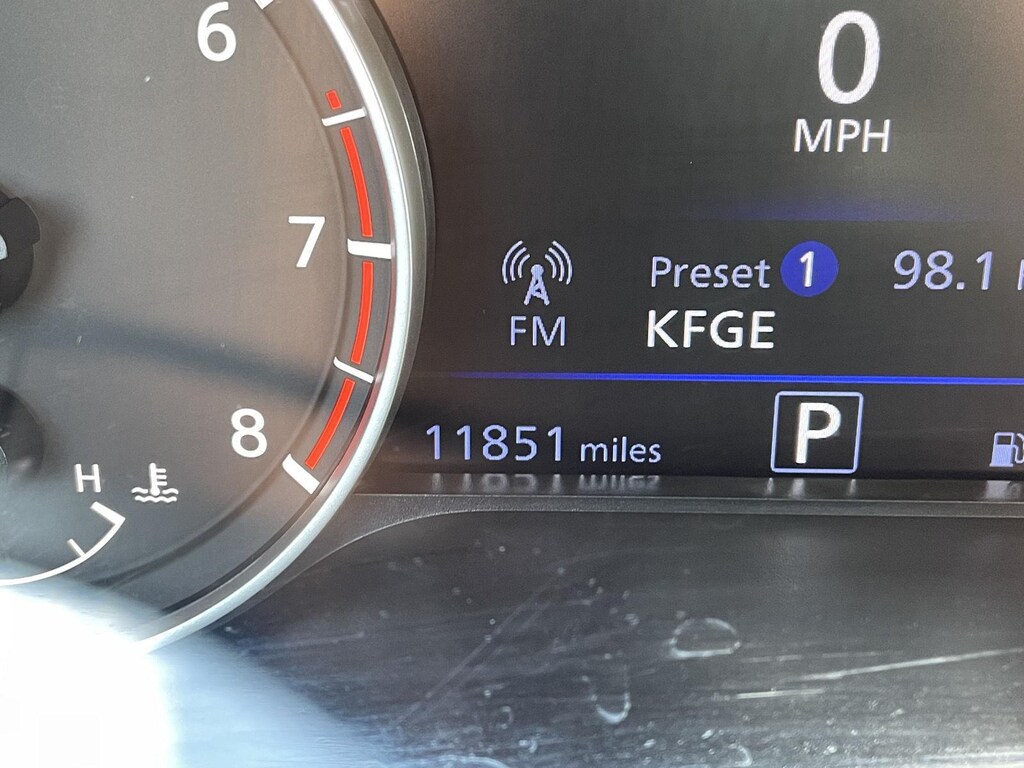 6
0
MPH
7
Preset 1 98.1
FM KFGE
8
11851 miles P
H